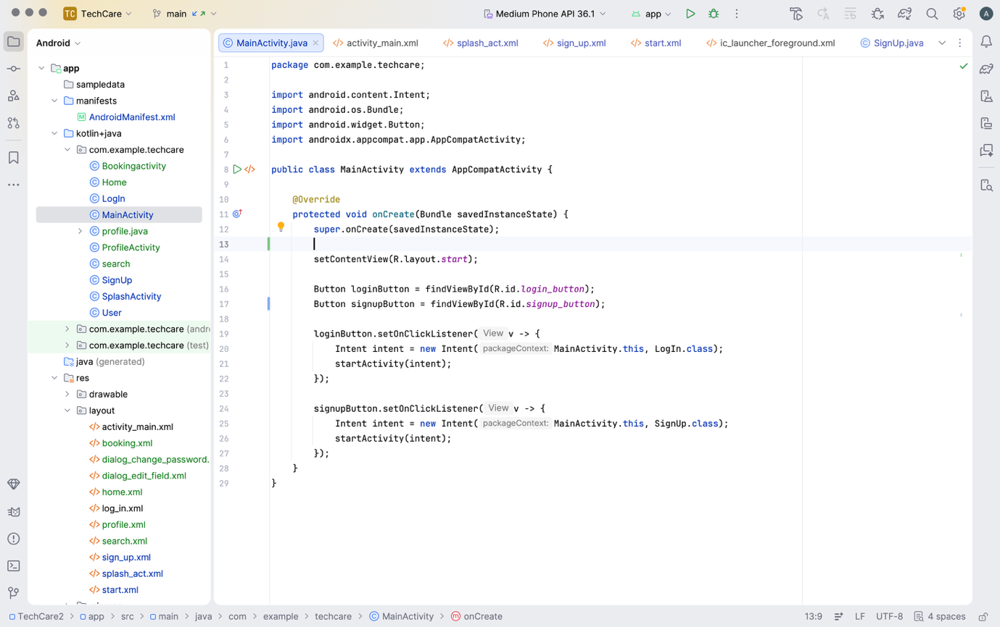 TC TechCare main Medium Phone API 36.1 app A
Android
MainActivity.java activity_main.xml splash_act.xml sign_up.xml start.xml ic_launcher_foreground.xml SignUp.java
app
sampledata
manifests
AndroidManifest.xml
kotlin+java
com.example.techcare
Bookingactivity
Home
LogIn
MainActivity
profile.java
ProfileActivity
search
SignUp
SplashActivity
User
com.example.techcare (andr
com.example.techcare (test)
java (generated)
res
drawable
layout
activity_main.xml
booking.xml
dialog_change_password.
dialog_edit_field.xml
home.xml
log_in.xml
profile.xml
search.xml
sign_up.xml
splash_act.xml
start.xml
1 package com.example.techcare;
2
3 import android.content.Intent;
4 import android.os.Bundle;
5 import android.widget.Button;
6 import androidx.appcompat.app.AppCompatActivity;
7
8 public class MainActivity extends AppCompatActivity {
9
10 @Override
11 protected void onCreate(Bundle savedInstanceState) {
12 super.onCreate(savedInstanceState);
13
14 setContentView(R.layout.start);
15
16 Button loginButton = findViewById(R.id.login_button);
17 Button signupButton = findViewById(R.id.signup_button);
18
19 loginButton.setOnClickListener( View v -> {
20 Intent intent = new Intent( packageContext: MainActivity.this, LogIn.class);
21 startActivity(intent);
22 });
23
24 signupButton.setOnClickListener( View v -> {
25 Intent intent = new Intent( packageContext: MainActivity.this, SignUp.class);
26 startActivity(intent);
27 });
28 }
29 }
TechCare2 > app > src > main > java > com > example > techcare > MainActivity > onCreate 13:9 LF UTF-8 4 spaces